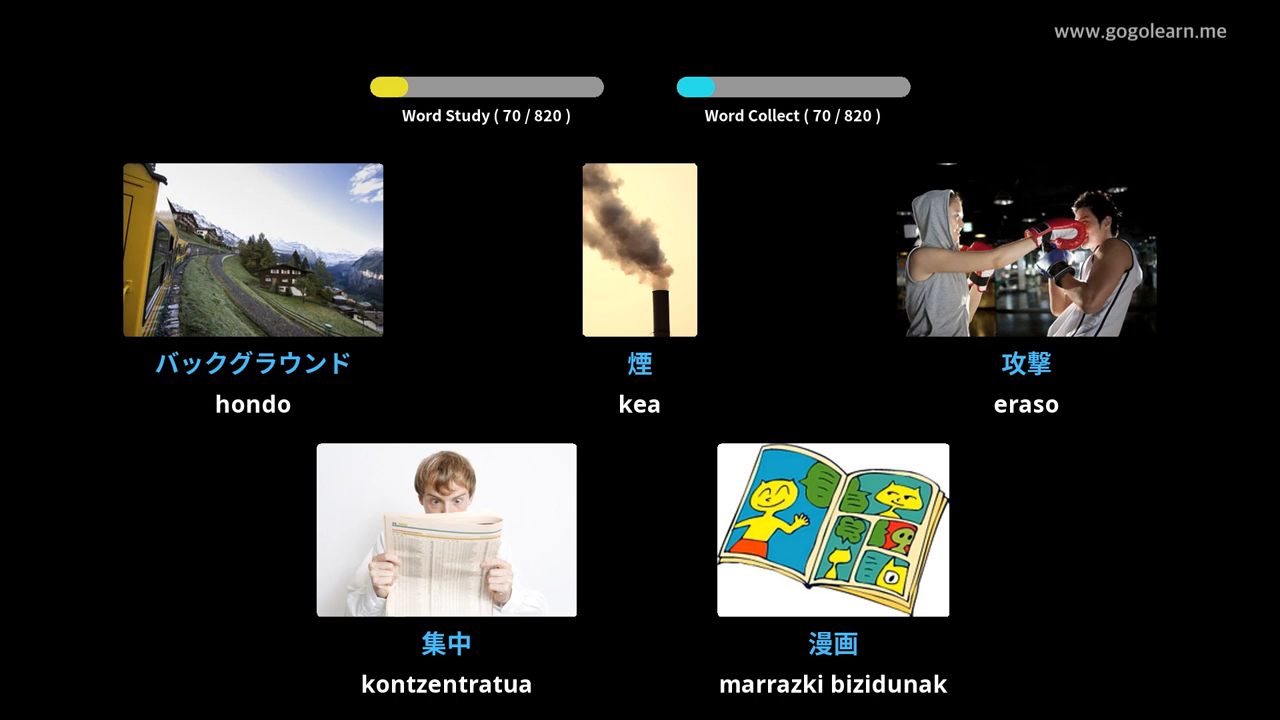 www.gogolearn.me
Word Study ( 70 / 820 )
Word Collect ( 70 / 820 )
バックグラウンド
hondo
煙
kea
攻撃
eraso
集中
kontzentratua
漫画
marrazki bizidunak